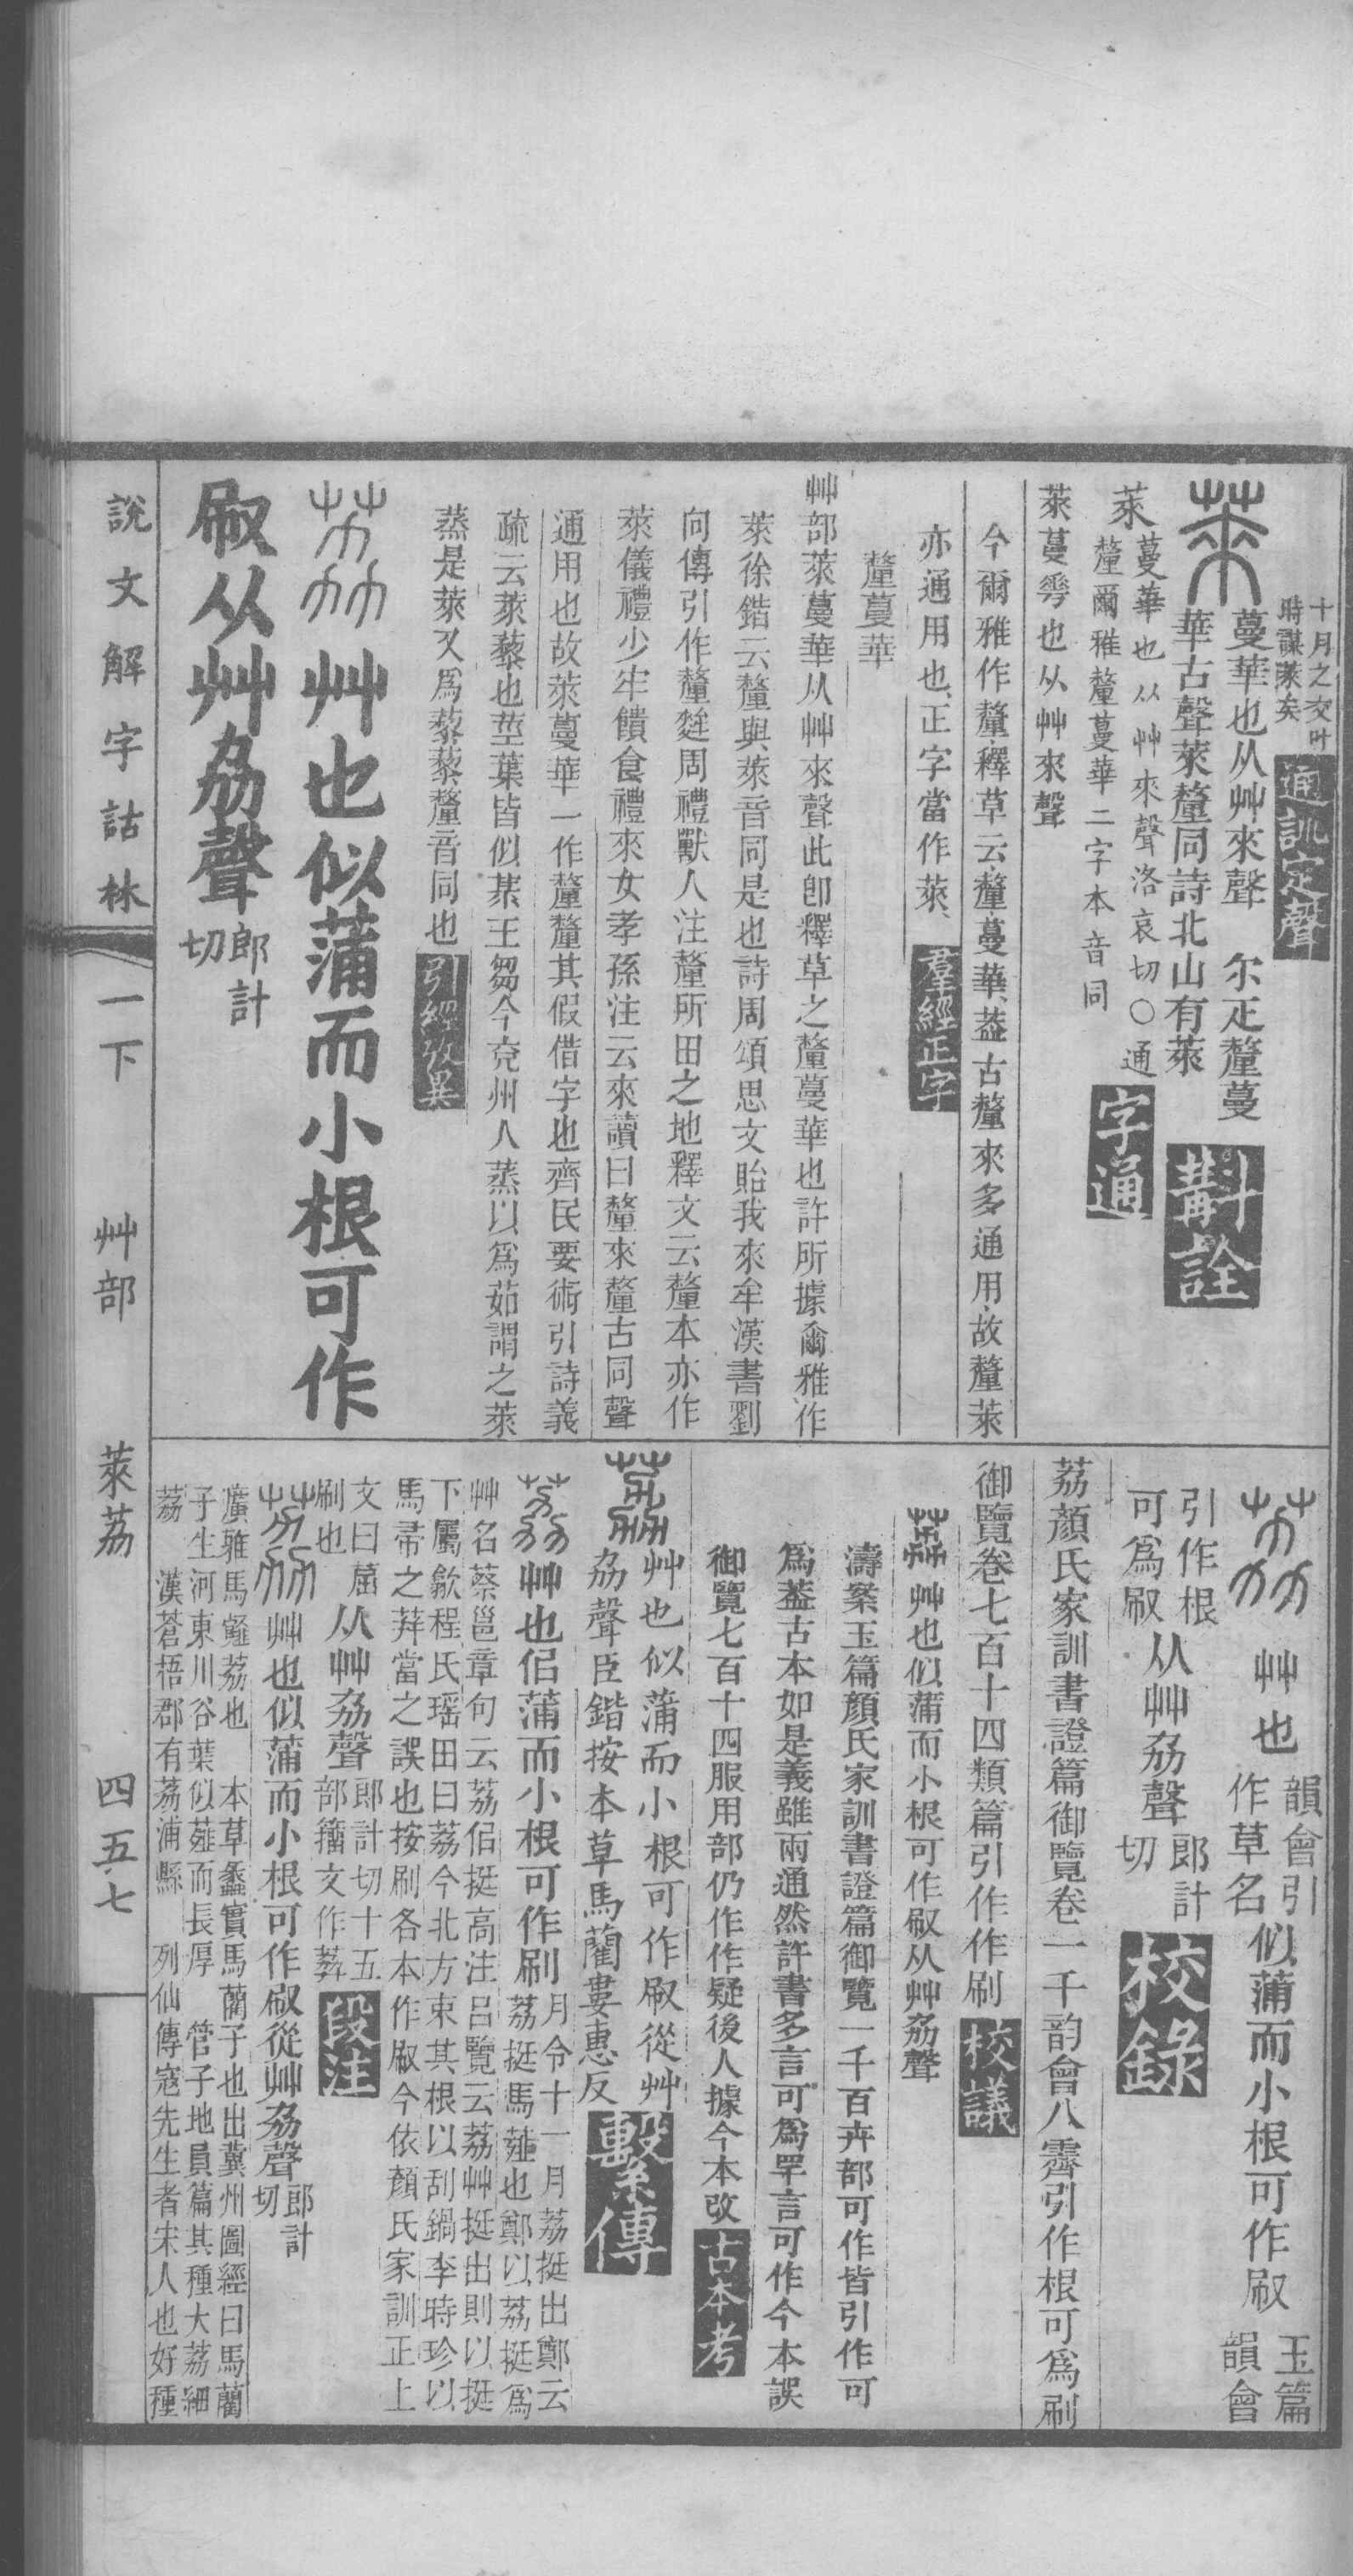 十月之交叶
時謀萊矣 通訓定聲
萊 蔓華也从艸來聲 尔疋釐蔓
華古聲萊釐同詩北山有萊 斠詮
萊 蔓華也从艸來聲洛哀切○通
釐爾雅釐蔓華二字本音同 字通
萊蔓華也从艸來聲
今爾雅作釐釋草云釐蔓華葢古釐來多通用故釐萊
亦通用也正字當作萊 羣經正字
釐蔓華
艸部萊蔓華从艸來聲此卽釋草之釐蔓華也許所據爾雅作
萊徐鍇云釐與萊音同是也詩周頌思文貽我來牟漢書劉
向傳引作釐麰周禮獸人注釐所田之地釋文云釐本亦作
萊儀禮少牢饋食禮來女孝孫注云來讀曰釐來釐古同聲
通用也故萊蔓華一作釐釐其假借字也齊民要術引詩義
疏云萊藜也莖葉皆似菉王芻今兗州人蒸以爲茹謂之萊
蒸是萊又爲藜藜釐音同也 引經攷異
荔 艸也似蒲而小根可作
㕞从艸劦聲 郎計
切
說文解字詁林 一下 艸部 萊荔 四五七
荔 艸也 韻會引
作草名 似蒲而小根可作㕞 玉篇
韻會
引作根
可爲㕞 从艸劦聲 郎計
切 校錄
荔顏氏家訓書證篇御覽卷一千韵會八霽引作根可爲刷
御覽卷七百十四類篇引作作刷 校議
荔 艸也似蒲而小根可作㕞从艸劦聲
濤案玉篇顏氏家訓書證篇御覽一千百卉部可作皆引作可
爲葢古本如是義雖兩通然許書多言可爲罕言可作今本誤
御覽七百十四服用部仍作作疑後人據今本改 古本考
荔 艸也似蒲而小根可作㕞從艸
劦聲臣鍇按本草馬藺婁惠反 繫傳
荔 艸也佀蒲而小根可作刷 月令十一月荔挺出鄭云
荔挺馬薤也鄭以荔挺爲
艸名蔡邕章句云荔佀挺高注吕覽云荔艸挺出則以挺
下屬歙程氏瑶田曰荔今北方束其根以刮鍋李時珍以
馬帚之荓當之誤也按刷各本作㕞今依顏氏家訓正上
文曰䓛
刷也 从艸劦聲 郎計切十五
部籒文作𦱤 段注
荔 艸也似蒲而小根可作㕞從艸劦聲 郎計
切
廣雅馬䪥荔也 本草蠡實馬藺子也出冀州圖經曰馬藺
子生河東川谷葉似薤而長厚 管子地員篇其種大荔細
荔 漢蒼梧郡有荔浦縣 列仙傳寇先生者宋人也好種